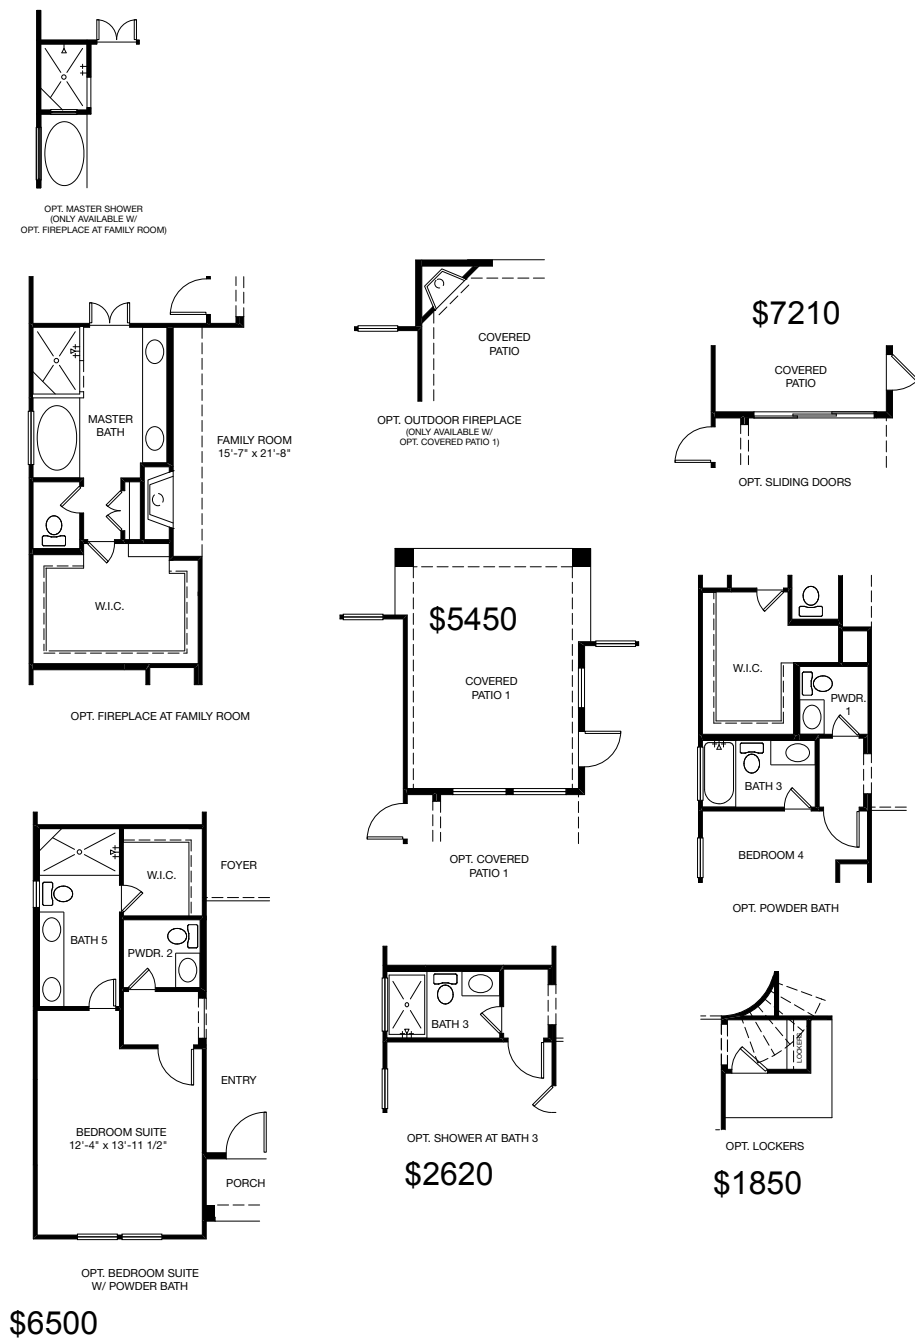 OPT. MASTER SHOWER
(ONLY AVAILABLE W/
OPT. FIREPLACE AT FAMILY ROOM)
MASTER
BATH
FAMILY ROOM
15'-7" x 21'-8"
W.I.C.
OPT. FIREPLACE AT FAMILY ROOM
COVERED
PATIO
OPT. OUTDOOR FIREPLACE
(ONLY AVAILABLE W/
OPT. COVERED PATIO 1)
$7210
COVERED
PATIO
OPT. SLIDING DOORS
$5450
COVERED
PATIO 1
OPT. COVERED
PATIO 1
W.I.C.
PWDR.
1
BATH 3
BEDROOM 4
OPT. POWDER BATH
FOYER
W.I.C.
BATH 5
PWDR. 2
ENTRY
BEDROOM SUITE
12'-4" x 13'-11 1/2"
PORCH
OPT. BEDROOM SUITE
W/ POWDER BATH
$6500
BATH 3
OPT. SHOWER AT BATH 3
$2620
LOCKERS
OPT. LOCKERS
$1850